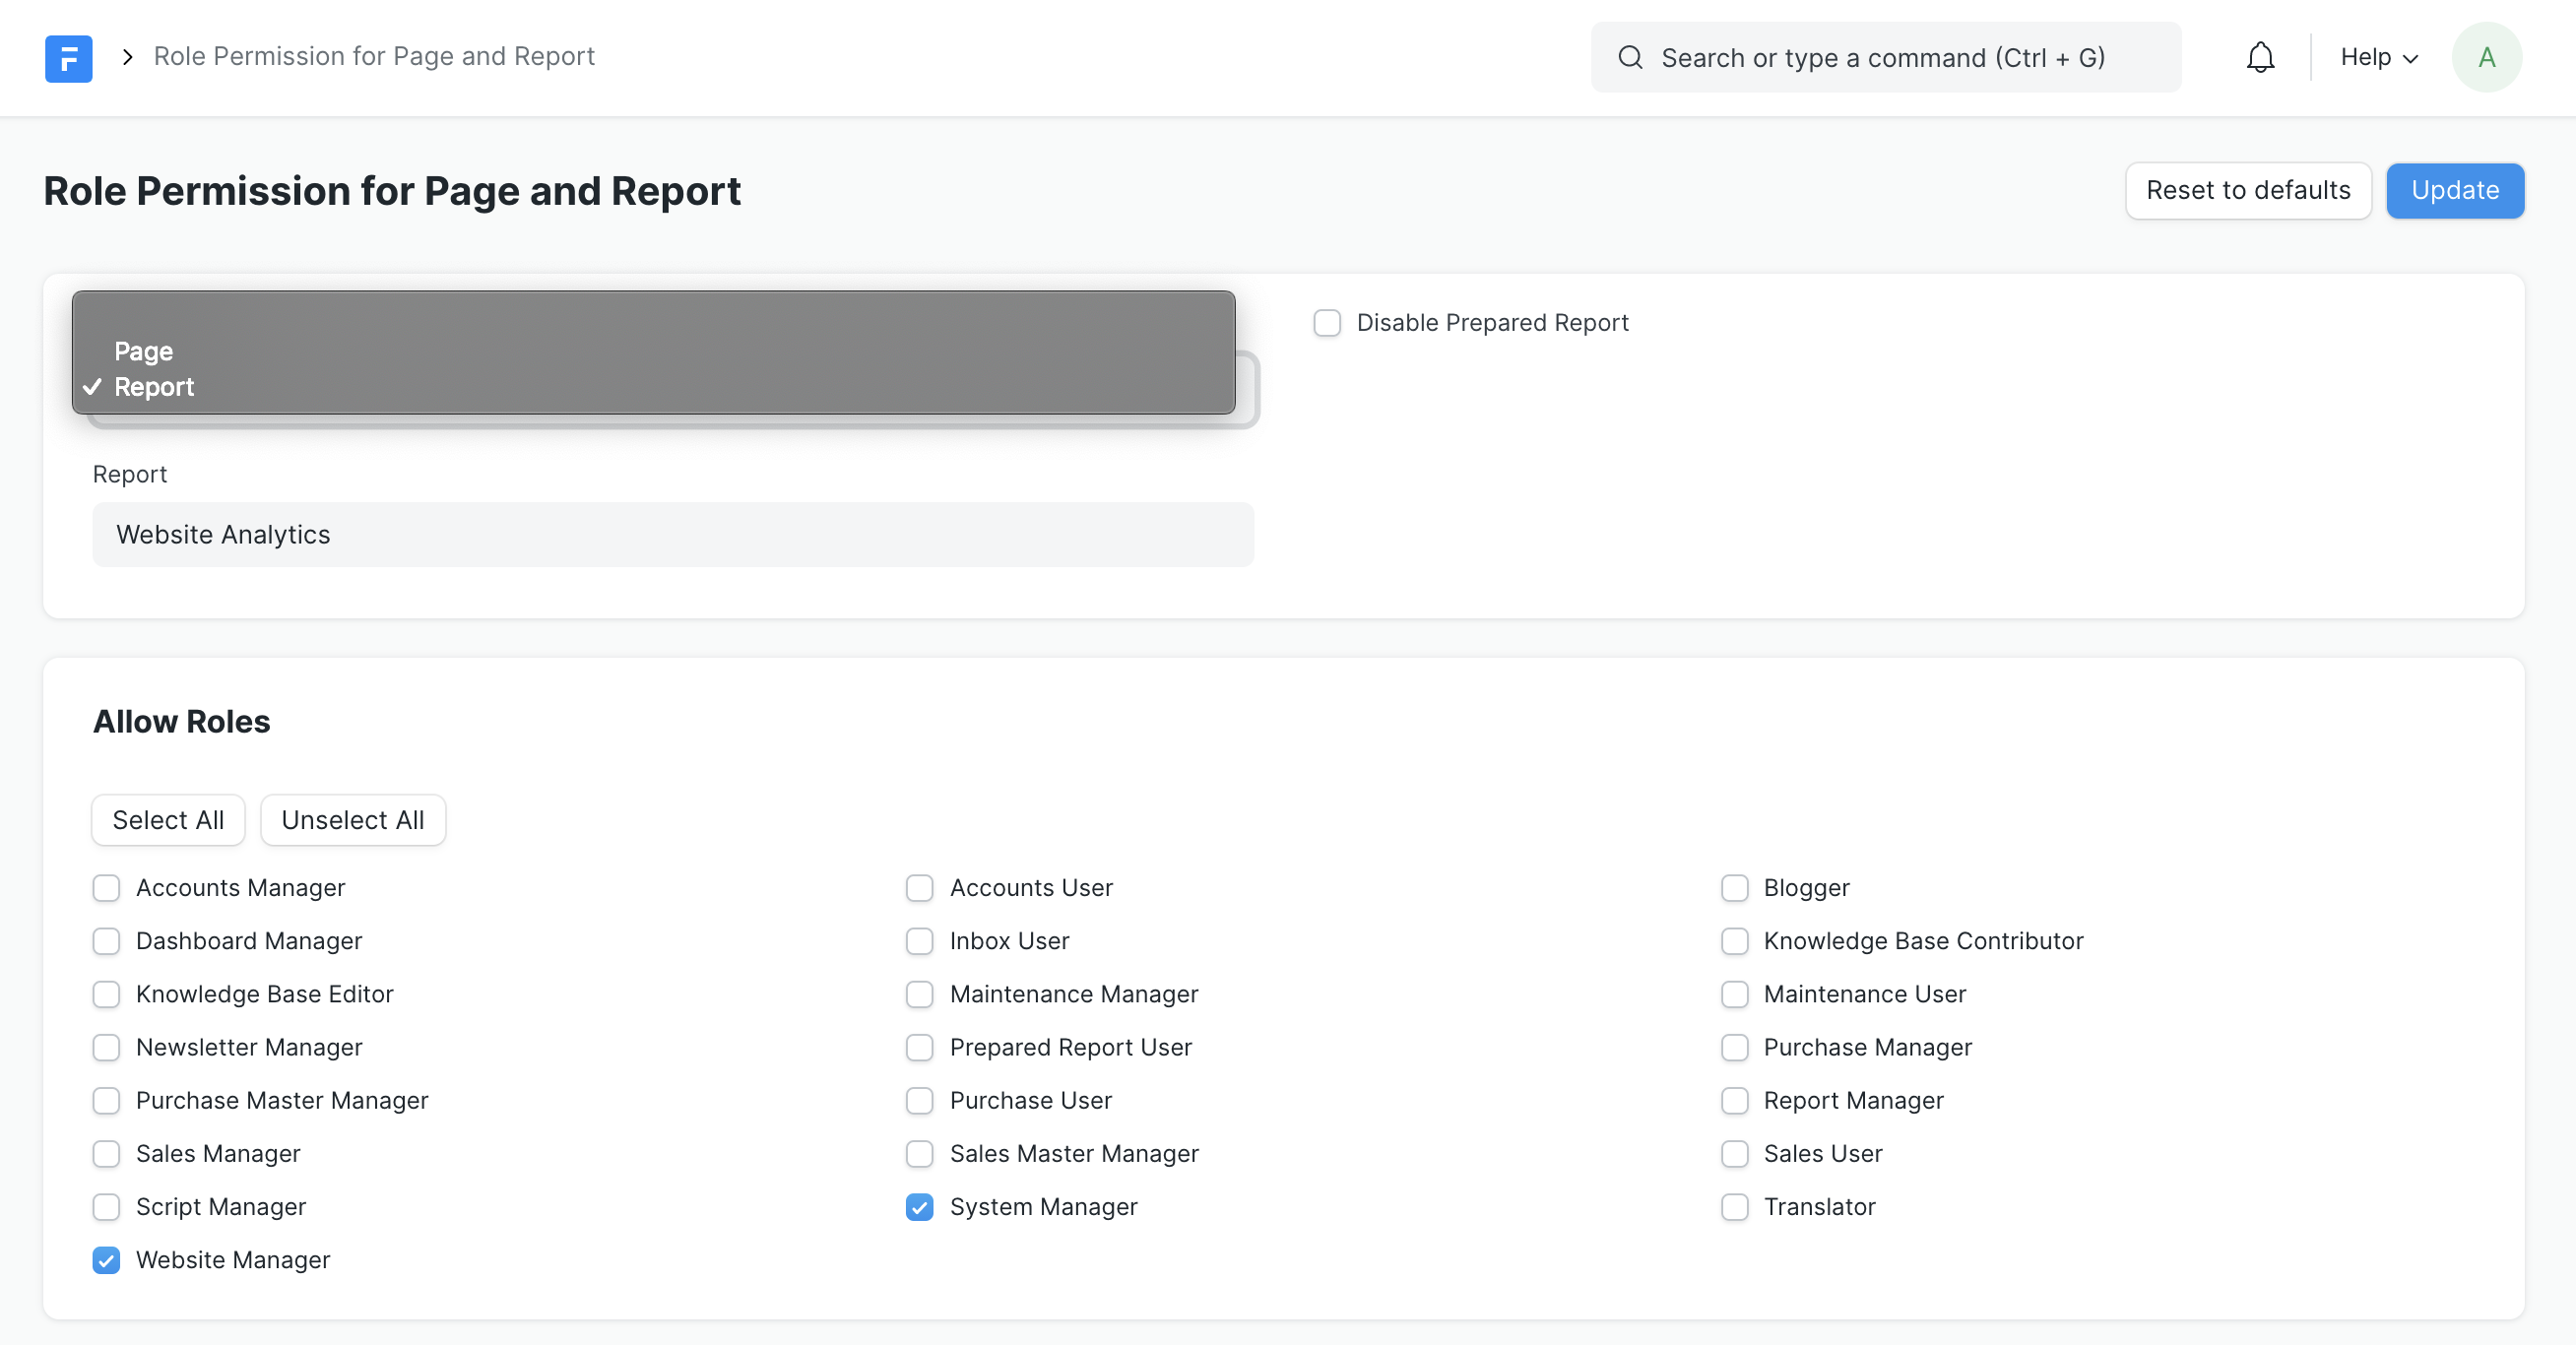 F
Role Permission for Page and Report
Search or type a command (Ctrl + G)
Help
A
Role Permission for Page and Report
Reset to defaults
Update
Page
Report
Disable Prepared Report
Report
Website Analytics
Allow Roles
Select All
Unselect All
Accounts Manager
Accounts User
Blogger
Dashboard Manager
Inbox User
Knowledge Base Contributor
Knowledge Base Editor
Maintenance Manager
Maintenance User
Newsletter Manager
Prepared Report User
Purchase Manager
Purchase Master Manager
Purchase User
Report Manager
Sales Manager
Sales Master Manager
Sales User
Script Manager
System Manager
Translator
Website Manager